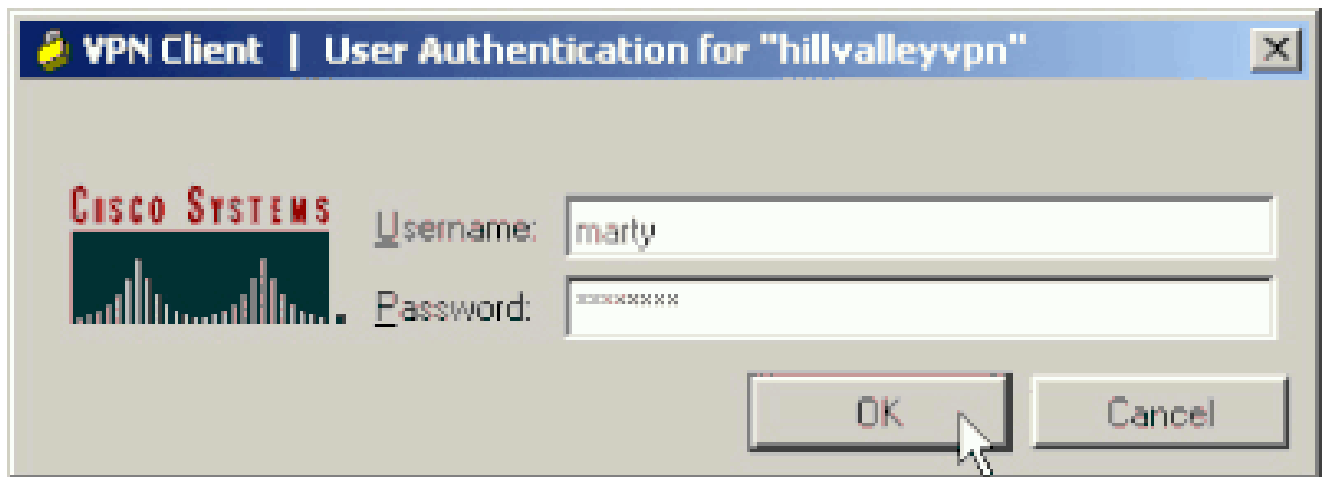 VPN Client | User Authentication for "hillvalleyvpn"
CISCO SYSTEMS
Username: marty
Password: ********
OK Cancel